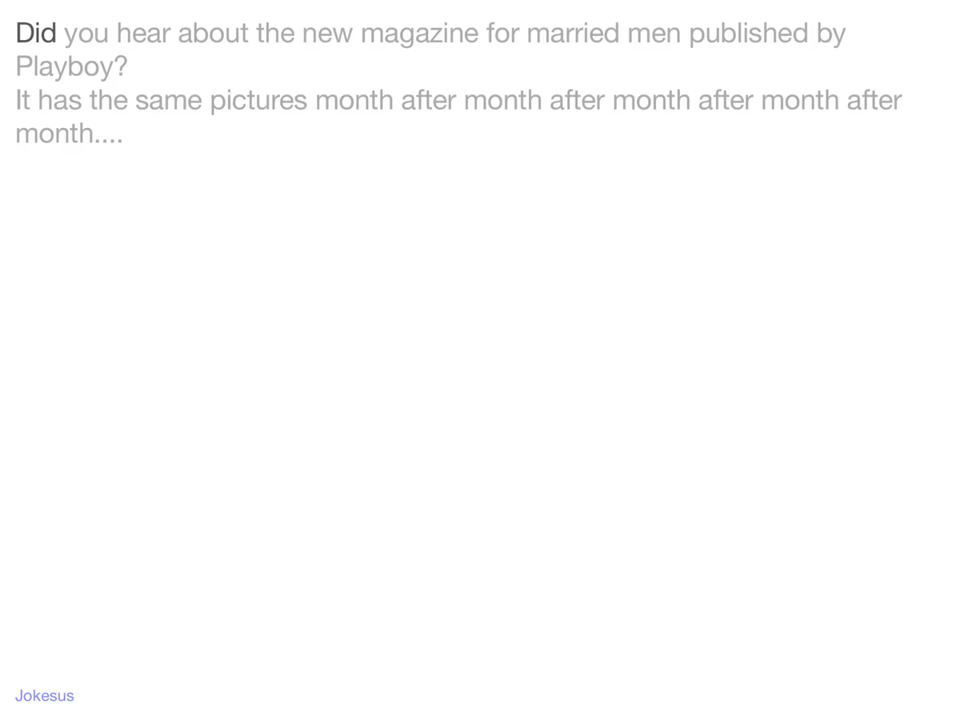 Did you hear about the new magazine for married men published by
Playboy?
It has the same pictures month after month after month after month after
month....
Jokesus